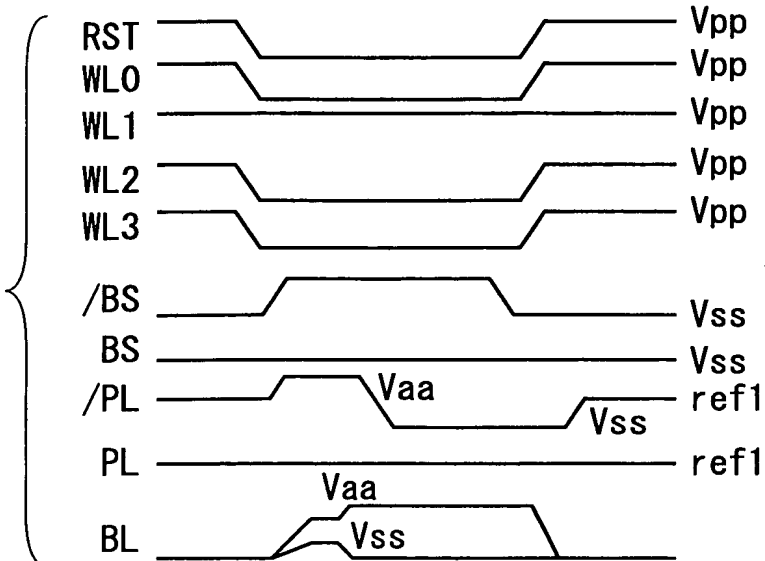 RST Vpp
WL0 Vpp
WL1 Vpp
WL2 Vpp
WL3 Vpp
/BS Vss
BS Vss
/PL Vaa Vss ref1
PL ref1
Vaa
BL Vss